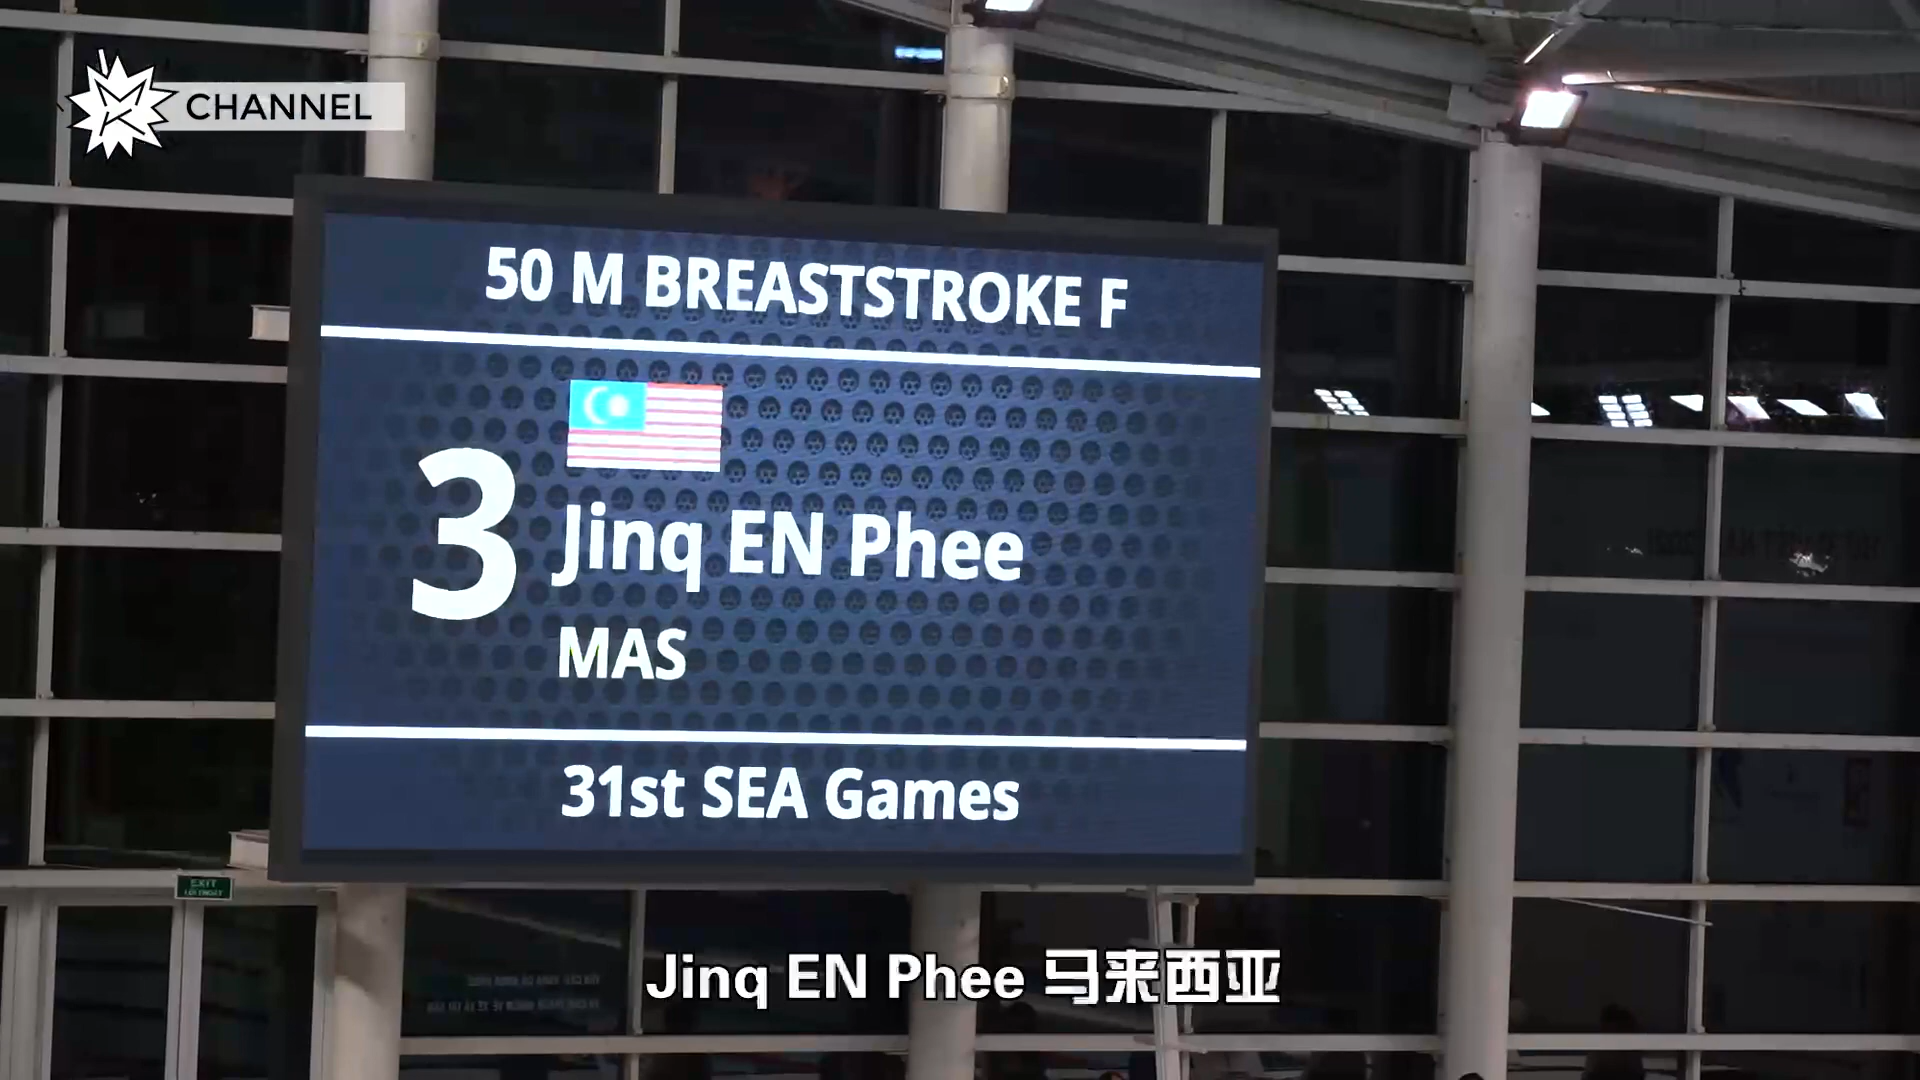 CHANNEL
50 M BREASTSTROKE F
3
Jinq EN Phee
MAS
31st SEA Games
EXIT
Jinq EN Phee 马来西亚